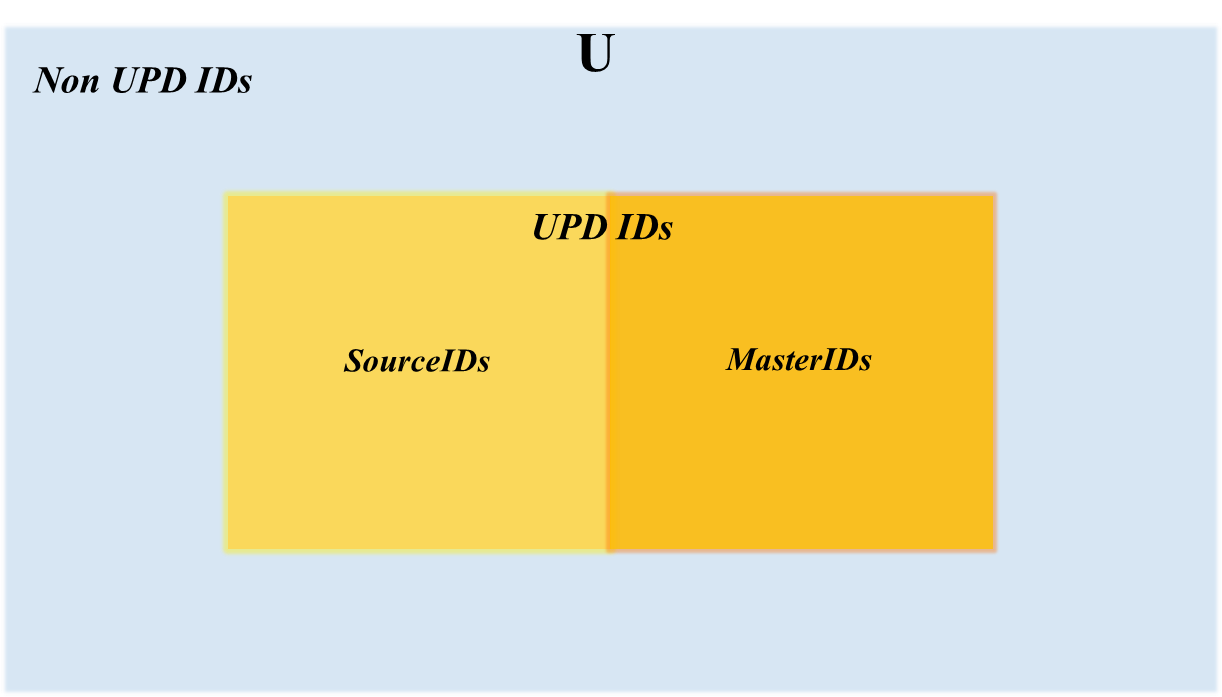 U
Non UPD IDs
UPD IDs
SourceIDs
MasterIDs